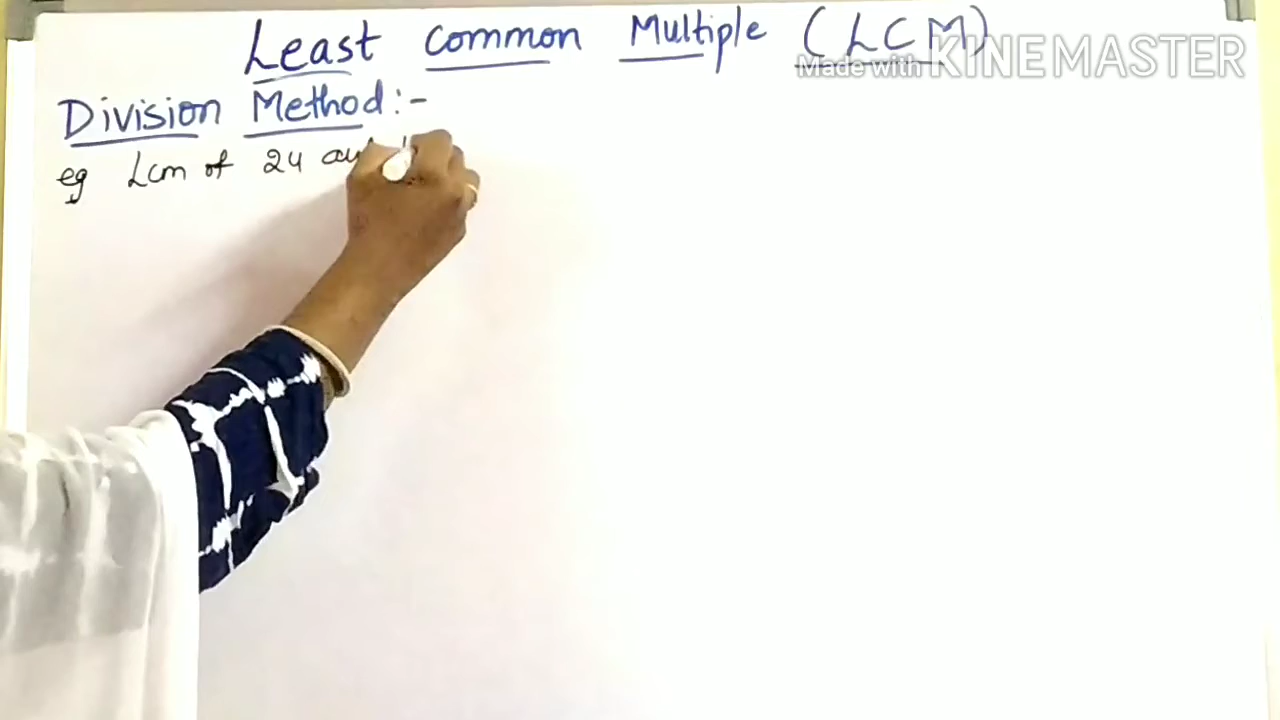 Least Common Multiple (LCM)
Made with KINEMASTER
Division Method:-
eg Lcm of 24